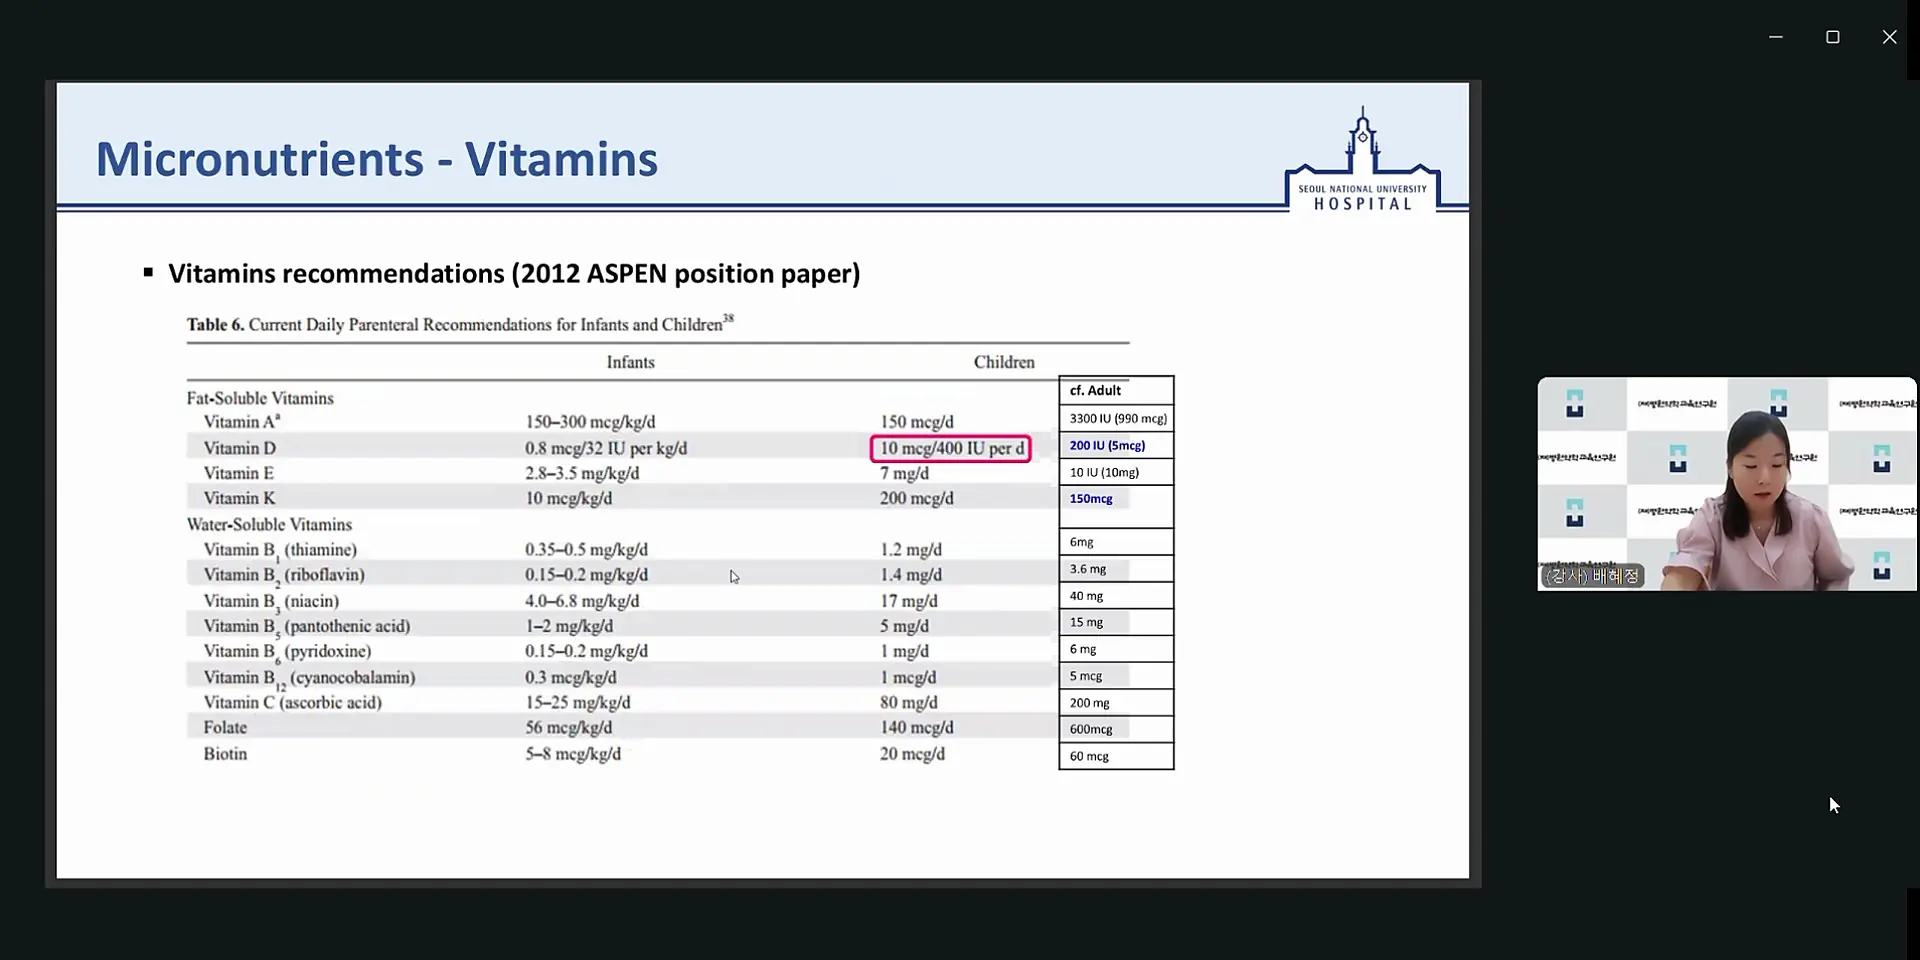 Micronutrients - Vitamins
SEOUL NATIONAL UNIVERSITY
HOSPITAL
▪ Vitamins recommendations (2012 ASPEN position paper)
Table 6. Current Daily Parenteral Recommendations for Infants and Children38
Infants Children
cf. Adult
Fat-Soluble Vitamins
Vitamin Aa 150–300 mcg/kg/d 150 mcg/d 3300 IU (990 mcg)
Vitamin D 0.8 mcg/32 IU per kg/d 10 mcg/400 IU per d 200 IU (5mcg)
Vitamin E 2.8–3.5 mg/kg/d 7 mg/d 10 IU (10mg)
Vitamin K 10 mcg/kg/d 200 mcg/d 150mcg
Water-Soluble Vitamins
Vitamin B1 (thiamine) 0.35–0.5 mg/kg/d 1.2 mg/d 6mg
Vitamin B2 (riboflavin) 0.15–0.2 mg/kg/d 1.4 mg/d 3.6 mg
Vitamin B3 (niacin) 4.0–6.8 mg/kg/d 17 mg/d 40 mg
Vitamin B5 (pantothenic acid) 1–2 mg/kg/d 5 mg/d 15 mg
Vitamin B6 (pyridoxine) 0.15–0.2 mg/kg/d 1 mg/d 6 mg
Vitamin B12 (cyanocobalamin) 0.3 mcg/kg/d 1 mcg/d 5 mcg
Vitamin C (ascorbic acid) 15–25 mg/kg/d 80 mg/d 200 mg
Folate 56 mcg/kg/d 140 mcg/d 600mcg
Biotin 5–8 mcg/kg/d 20 mcg/d 60 mcg
(강사) 배혜정